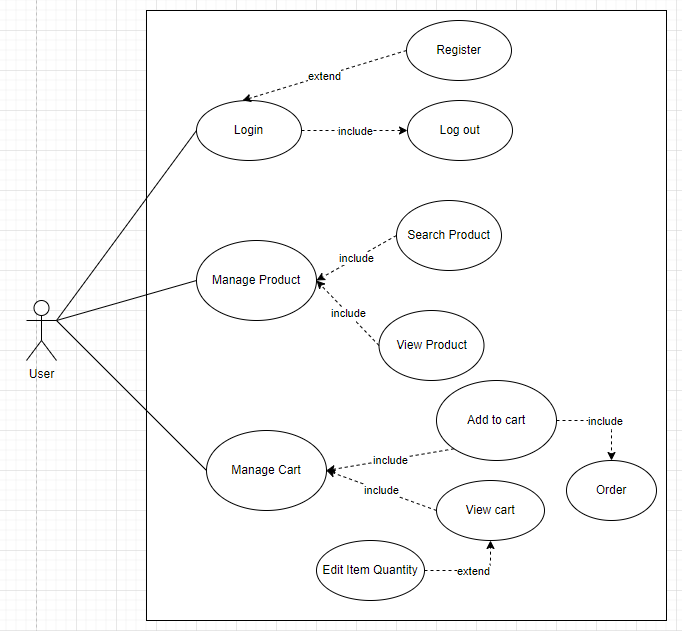 Register
extend
Login
include
Log out
Search Product
include
Manage Product
include
View Product
User
Add to cart
include
include
Manage Cart
include
Order
View cart
Edit Item Quantity
extend